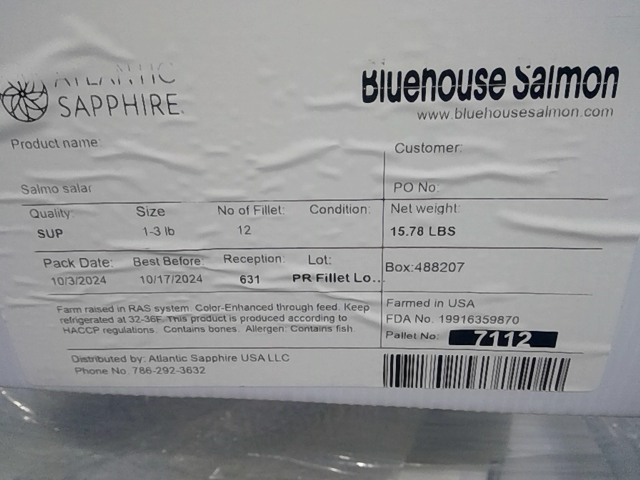 ATLANTIC
SAPPHIRE.
Bluehouse Salmon
www.bluehousesalmon.com
Product name:
Customer:
Salmo salar
PO No:
Quality: Size No of Fillet: Condition: Net weight:
SUP 1-3 lb 12 15.78 LBS
Pack Date: Best Before: Reception: Lot: Box:488207
10/3/2024 10/17/2024 631 PR Fillet Lo...
Farm raised in RAS system. Color-Enhanced through feed. Keep
refrigerated at 32-36F. This product is produced according to
HACCP regulations. Contains bones. Allergen: Contains fish.
Farmed in USA
FDA No. 19916359870
Pallet No: 7112
Distributed by: Atlantic Sapphire USA LLC
Phone No. 786-292-3632